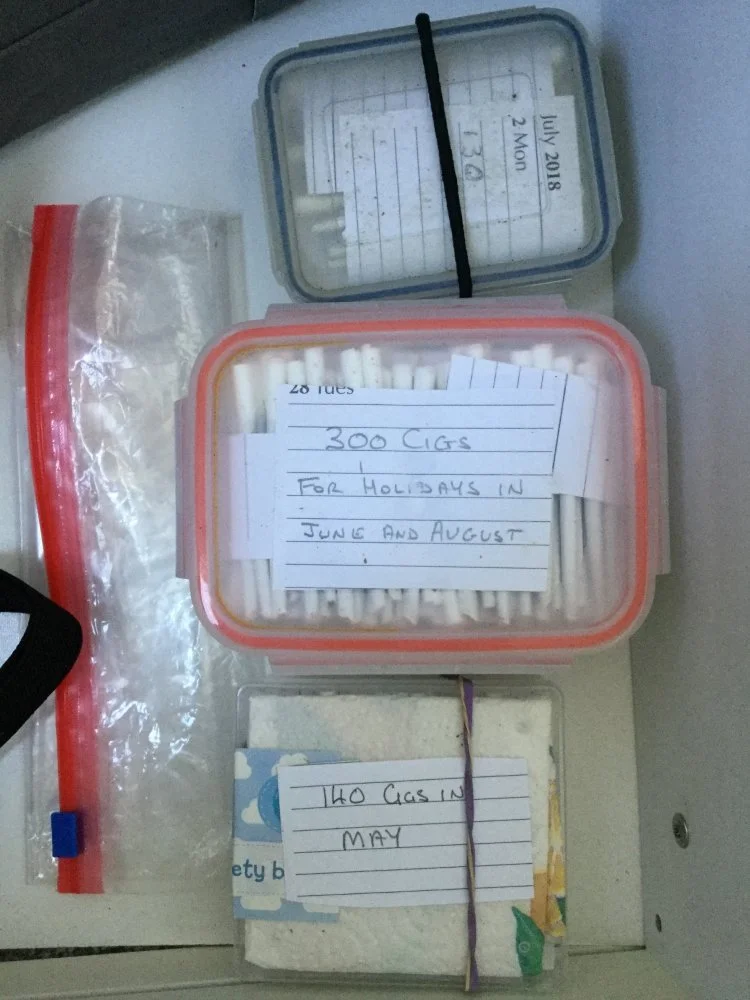 July 2018
2 Mon
130
28 Tues
300 CIGS
FOR HOLIDAYS IN
JUNE AND AUGUST
140 CIGS IN
MAY
ety b